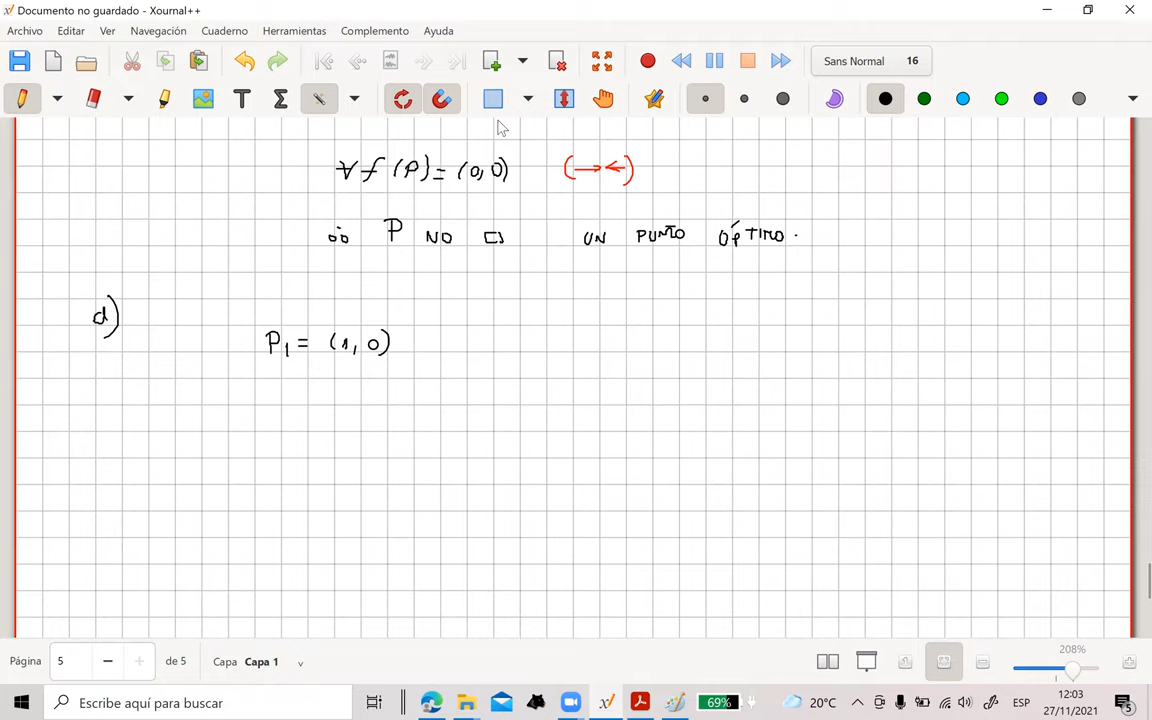 Documento no guardado - Xournal++
Archivo Editar Ver Navegación Cuaderno Herramientas Complemento Ayuda
Sans Normal 16
∀ f (P) = (0,0) (→←)
∴ P NO ES UN PUNTO ÓPTIMO.
d)
P₁ = (1, 0)
Página 5 de 5 Capa Capa 1 208%
Escribe aquí para buscar 69% 20°C ESP 12:03
27/11/2021 5